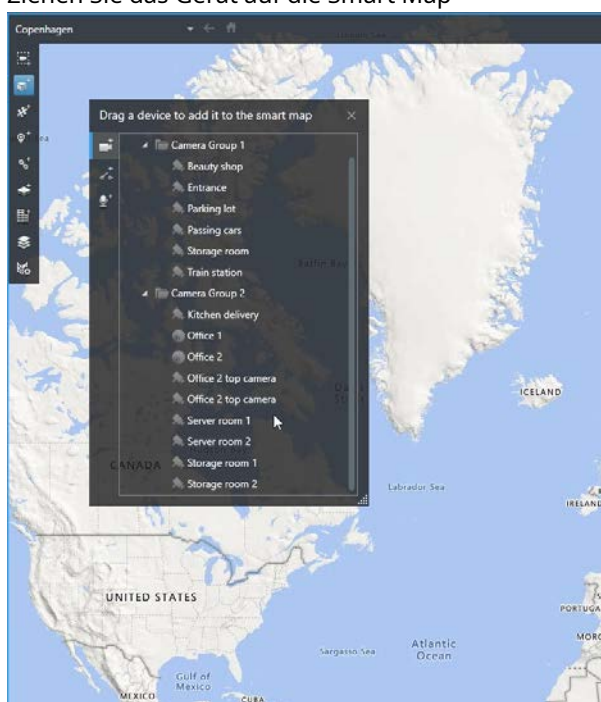 Ziehen Sie das Gerät auf die Smart Map
Copenhagen
Drag a device to add it to the smart map
Camera Group 1
Beauty shop
Entrance
Parking lot
Passing cars
Storage room
Train station
Camera Group 2
Kitchen delivery
Office 1
Office 2
Office 2 top camera
Office 2 top camera
Server room 1
Server room 2
Storage room 1
Storage room 2
Baffin Bay
ICELAND
CANADA
Labrador Sea
IRELAND
UNITED STATES
PORTUGA
MORO
Sargasso Sea
Atlantic
Ocean
Gulf of
Mexico
MEXICO
CUBA